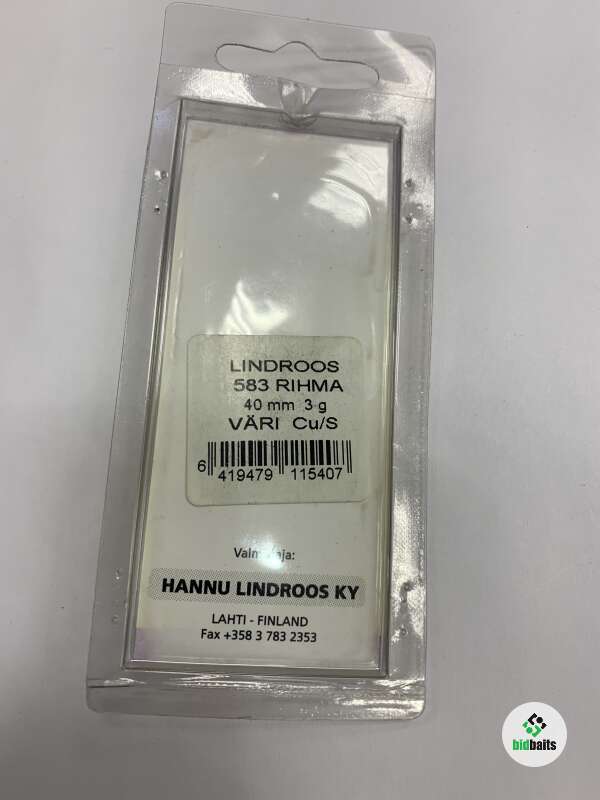 LINDROOS
583 RIHMA
40 mm 3 g
VÄRI Cu/S
6 419479 115407
HANNU LINDROOS KY
LAHTI - FINLAND
Fax +358 3 783 2353
bidbaits